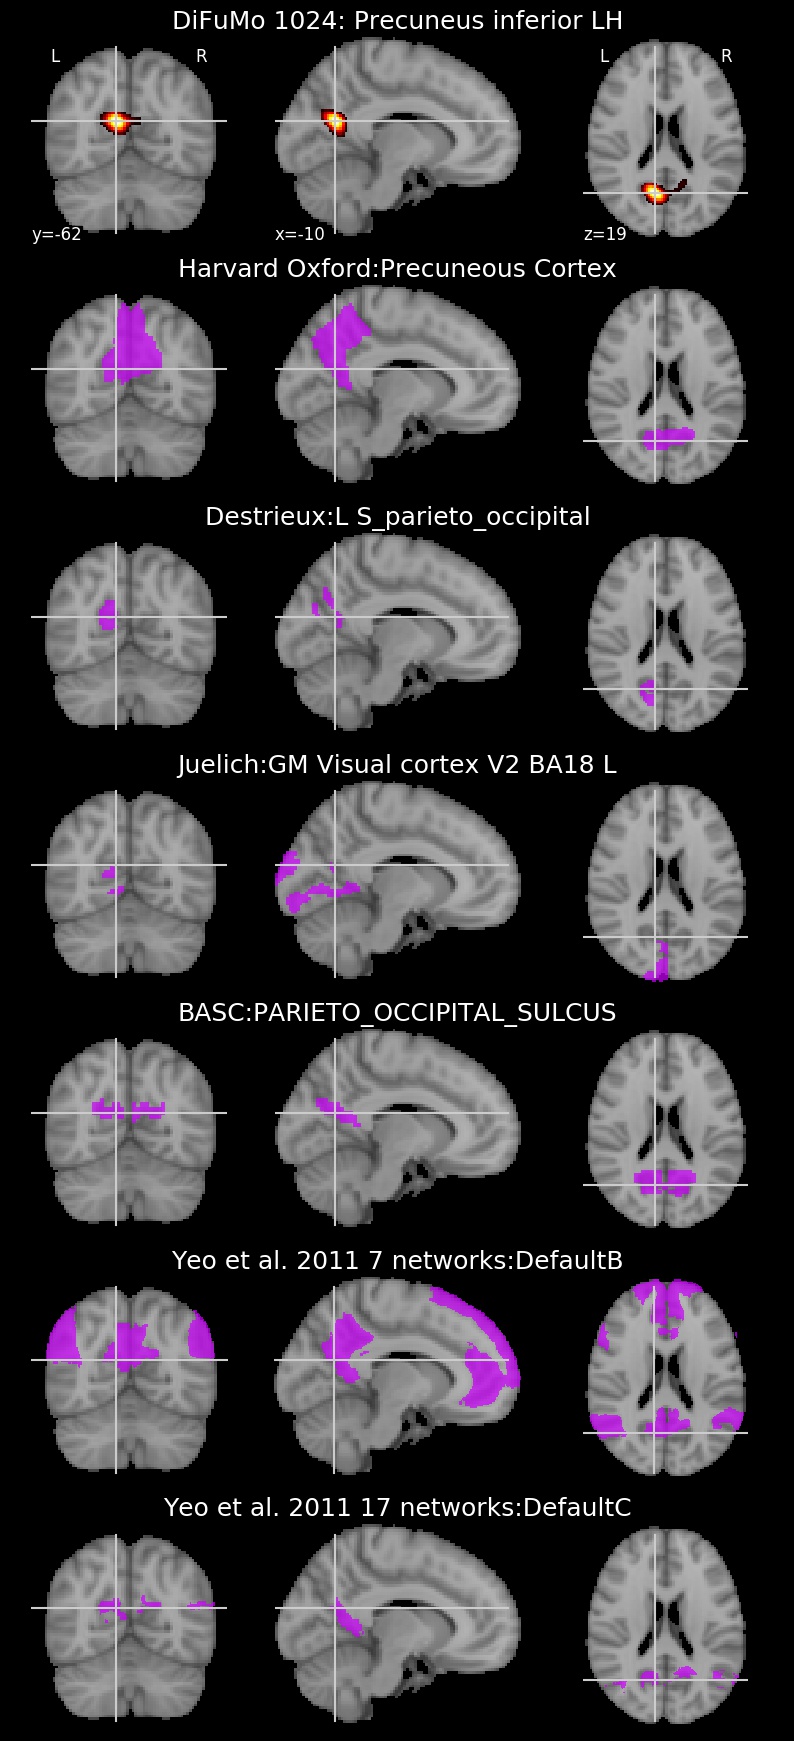 DiFuMo 1024: Precuneus inferior LH
L R L R
y=-62 x=-10 z=19
Harvard Oxford:Precuneous Cortex
Destrieux:L S_parieto_occipital
Juelich:GM Visual cortex V2 BA18 L
BASC:PARIETO_OCCIPITAL_SULCUS
Yeo et al. 2011 7 networks:DefaultB
Yeo et al. 2011 17 networks:DefaultC